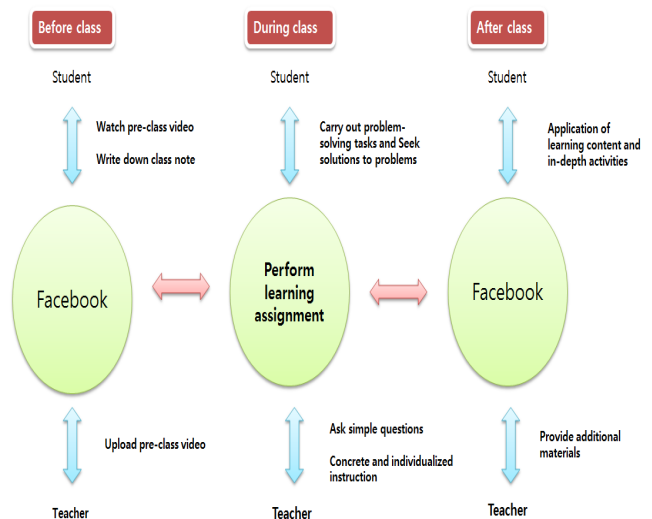 Before class
During class
After class
Student
Student
Student
Watch pre-class video
Write down class note
Carry out problem-
solving tasks and Seek
solutions to problems
Application of
learning content and
in-depth activities
Facebook
Perform
learning
assignment
Facebook
Upload pre-class video
Ask simple questions
Concrete and individualized
instruction
Provide additional
materials
Teacher
Teacher
Teacher